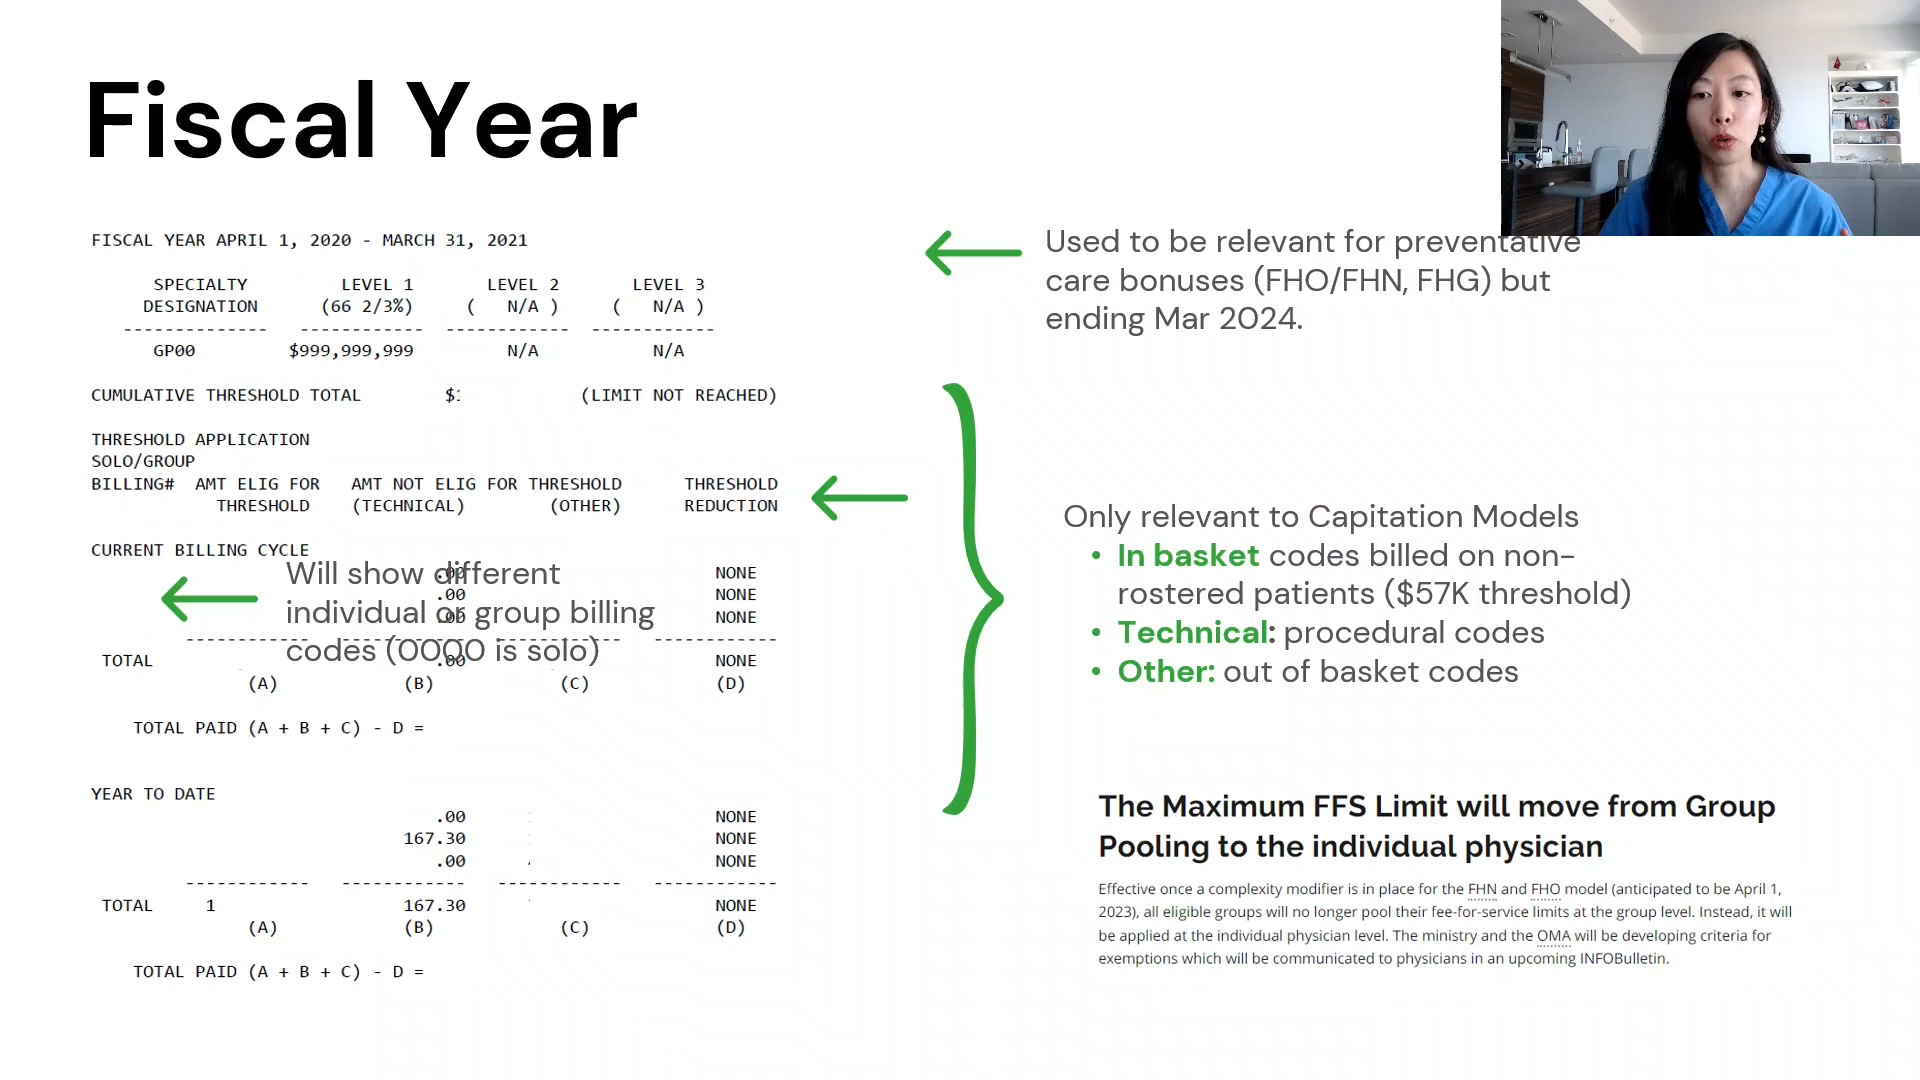 Fiscal Year
FISCAL YEAR APRIL 1, 2020 - MARCH 31, 2021
SPECIALTY LEVEL 1 LEVEL 2 LEVEL 3
DESIGNATION (66 2/3%) ( N/A ) ( N/A )
-------------- ------------ ------------ ------------
GP00 $999,999,999 N/A N/A
CUMULATIVE THRESHOLD TOTAL $1 (LIMIT NOT REACHED)
THRESHOLD APPLICATION
SOLO/GROUP
BILLING# AMT ELIG FOR AMT NOT ELIG FOR THRESHOLD THRESHOLD
THRESHOLD (TECHNICAL) (OTHER) REDUCTION
CURRENT BILLING CYCLE
.00 NONE
.00 NONE
.00 NONE
------------ ------------ ------------ ------------
TOTAL .00 NONE
(A) (B) (C) (D)
TOTAL PAID (A + B + C) - D =
Will show different
individual or group billing
codes (0000 is solo)
YEAR TO DATE
.00 NONE
167.30 NONE
.00 NONE
------------ ------------ ------------ ------------
TOTAL 1 167.30 NONE
(A) (B) (C) (D)
TOTAL PAID (A + B + C) - D =
Used to be relevant for preventative
care bonuses (FHO/FHN, FHG) but
ending Mar 2024.
Only relevant to Capitation Models
• In basket codes billed on non-
rostered patients ($57K threshold)
• Technical: procedural codes
• Other: out of basket codes
The Maximum FFS Limit will move from Group
Pooling to the individual physician
Effective once a complexity modifier is in place for the FHN and FHO model (anticipated to be April 1,
2023), all eligible groups will no longer pool their fee-for-service limits at the group level. Instead, it will
be applied at the individual physician level. The ministry and the OMA will be developing criteria for
exemptions which will be communicated to physicians in an upcoming INFOBulletin.